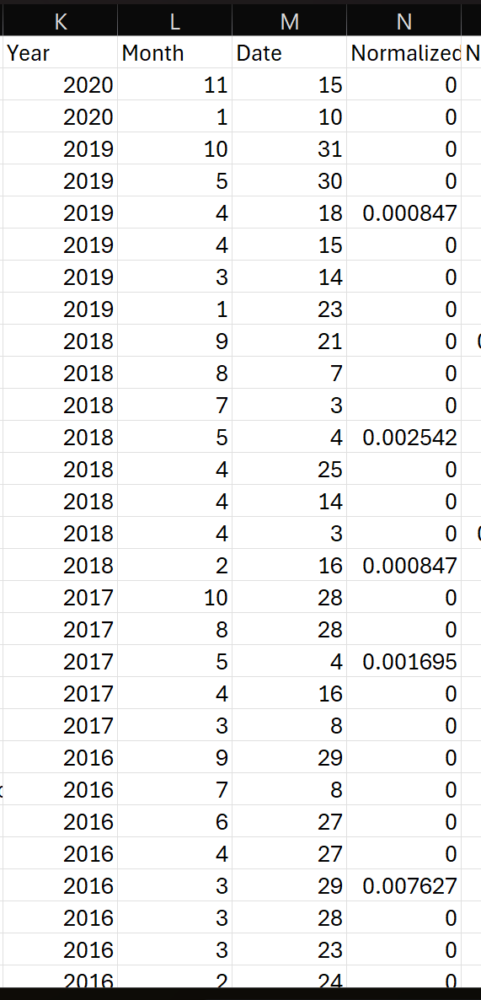 K L M N
Year Month Date Normalized N
2020 11 15 0
2020 1 10 0
2019 10 31 0
2019 5 30 0
2019 4 18 0.000847
2019 4 15 0
2019 3 14 0
2019 1 23 0
2018 9 21 0
2018 8 7 0
2018 7 3 0
2018 5 4 0.002542
2018 4 25 0
2018 4 14 0
2018 4 3 0
2018 2 16 0.000847
2017 10 28 0
2017 8 28 0
2017 5 4 0.001695
2017 4 16 0
2017 3 8 0
2016 9 29 0
2016 7 8 0
2016 6 27 0
2016 4 27 0
2016 3 29 0.007627
2016 3 28 0
2016 3 23 0
2016 2 24 0